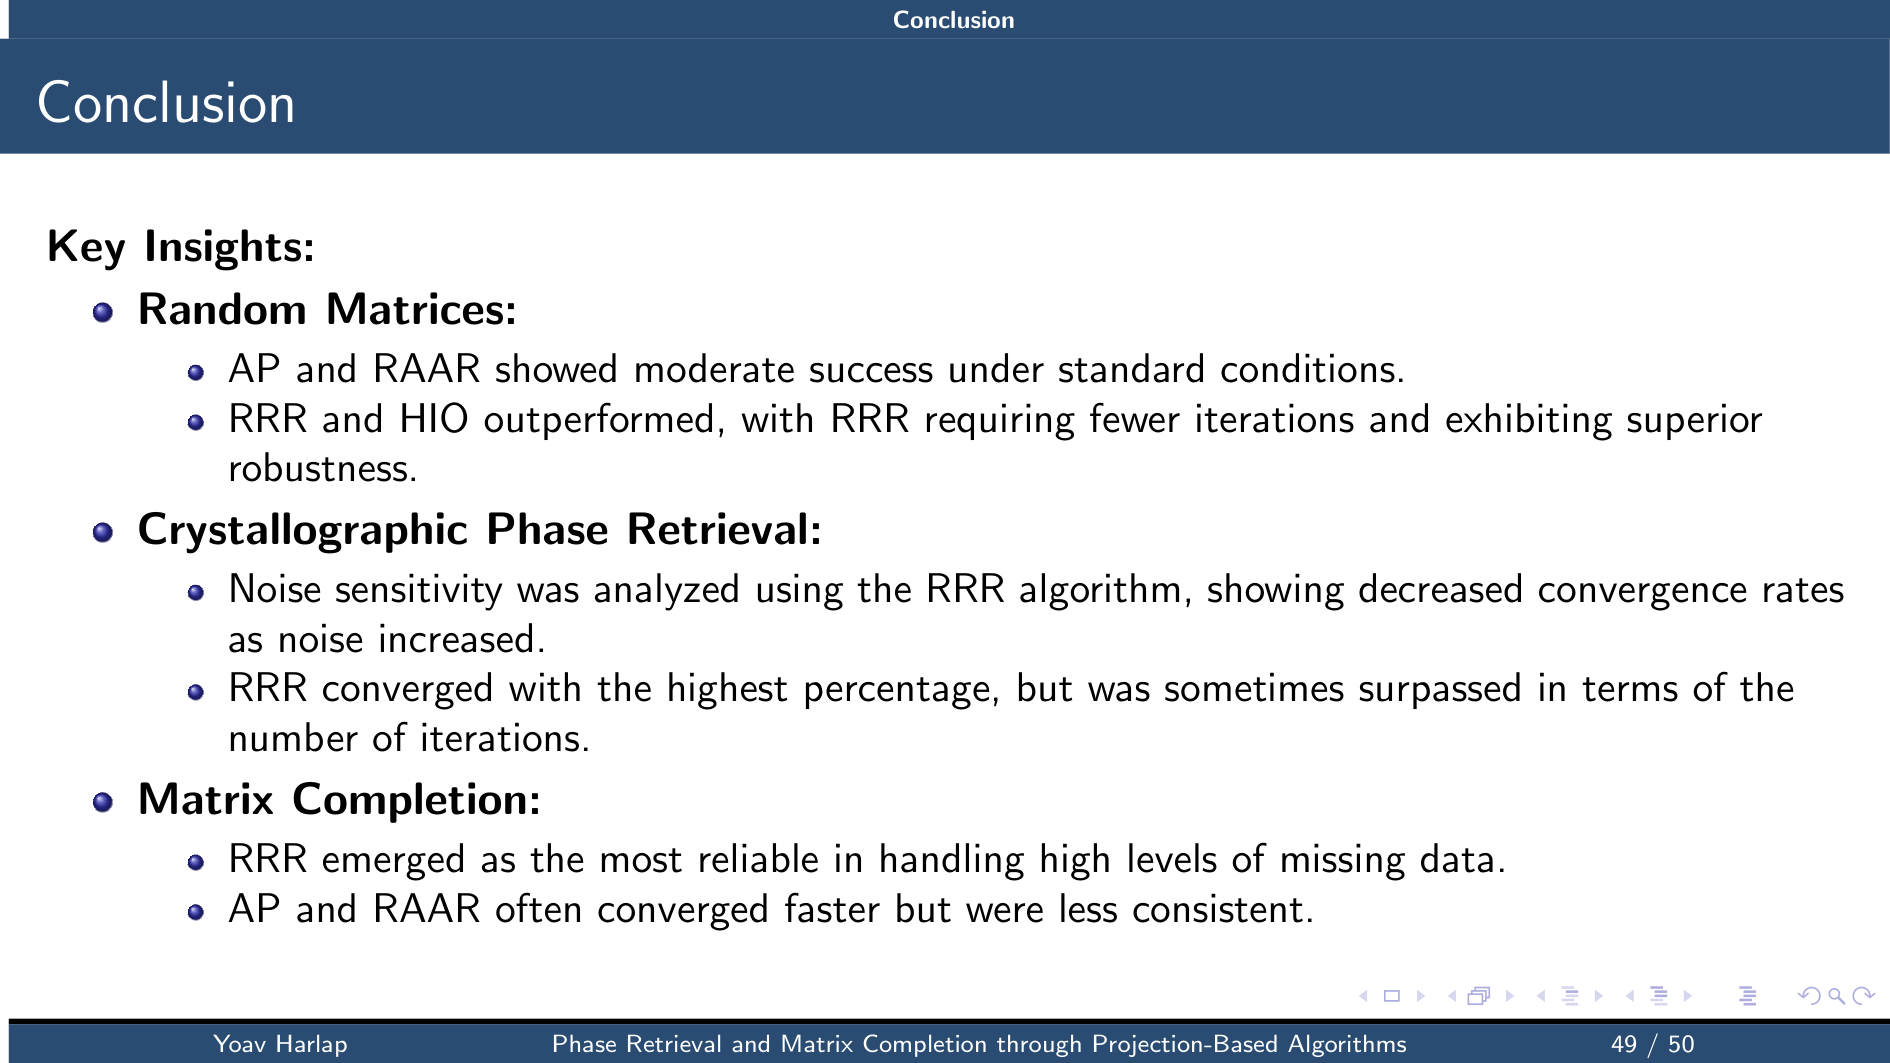 Conclusion
Conclusion
Key Insights:
Random Matrices:
AP and RAAR showed moderate success under standard conditions.
RRR and HIO outperformed, with RRR requiring fewer iterations and exhibiting superior
robustness.
Crystallographic Phase Retrieval:
Noise sensitivity was analyzed using the RRR algorithm, showing decreased convergence rates
as noise increased.
RRR converged with the highest percentage, but was sometimes surpassed in terms of the
number of iterations.
Matrix Completion:
RRR emerged as the most reliable in handling high levels of missing data.
AP and RAAR often converged faster but were less consistent.
Yoav Harlap Phase Retrieval and Matrix Completion through Projection-Based Algorithms 49 / 50